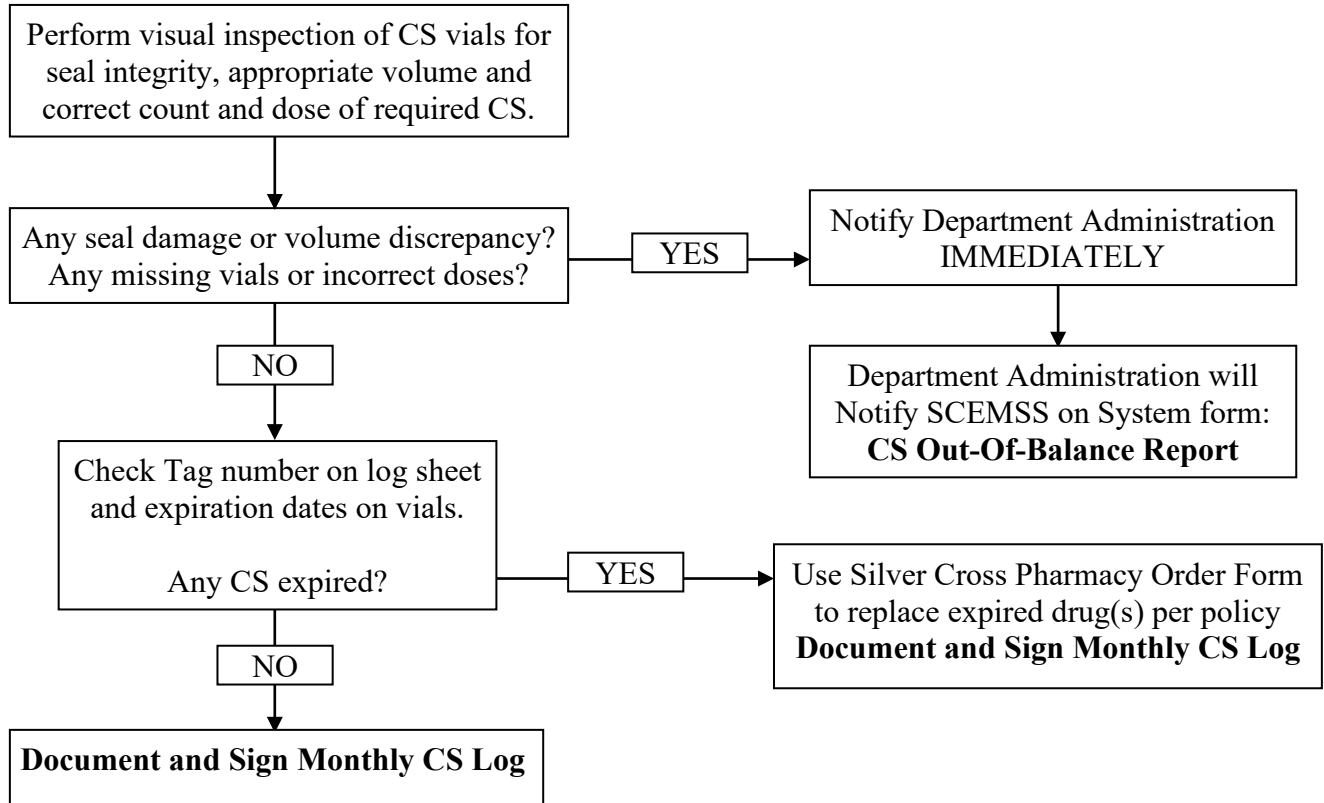 Perform visual inspection of CS vials for
seal integrity, appropriate volume and
correct count and dose of required CS.
Any seal damage or volume discrepancy?
Any missing vials or incorrect doses?
YES
Notify Department Administration
IMMEDIATELY
Department Administration will
Notify SCEMSS on System form:
CS Out-Of-Balance Report
NO
Check Tag number on log sheet
and expiration dates on vials.
Any CS expired?
YES
Use Silver Cross Pharmacy Order Form
to replace expired drug(s) per policy
Document and Sign Monthly CS Log
NO
Document and Sign Monthly CS Log